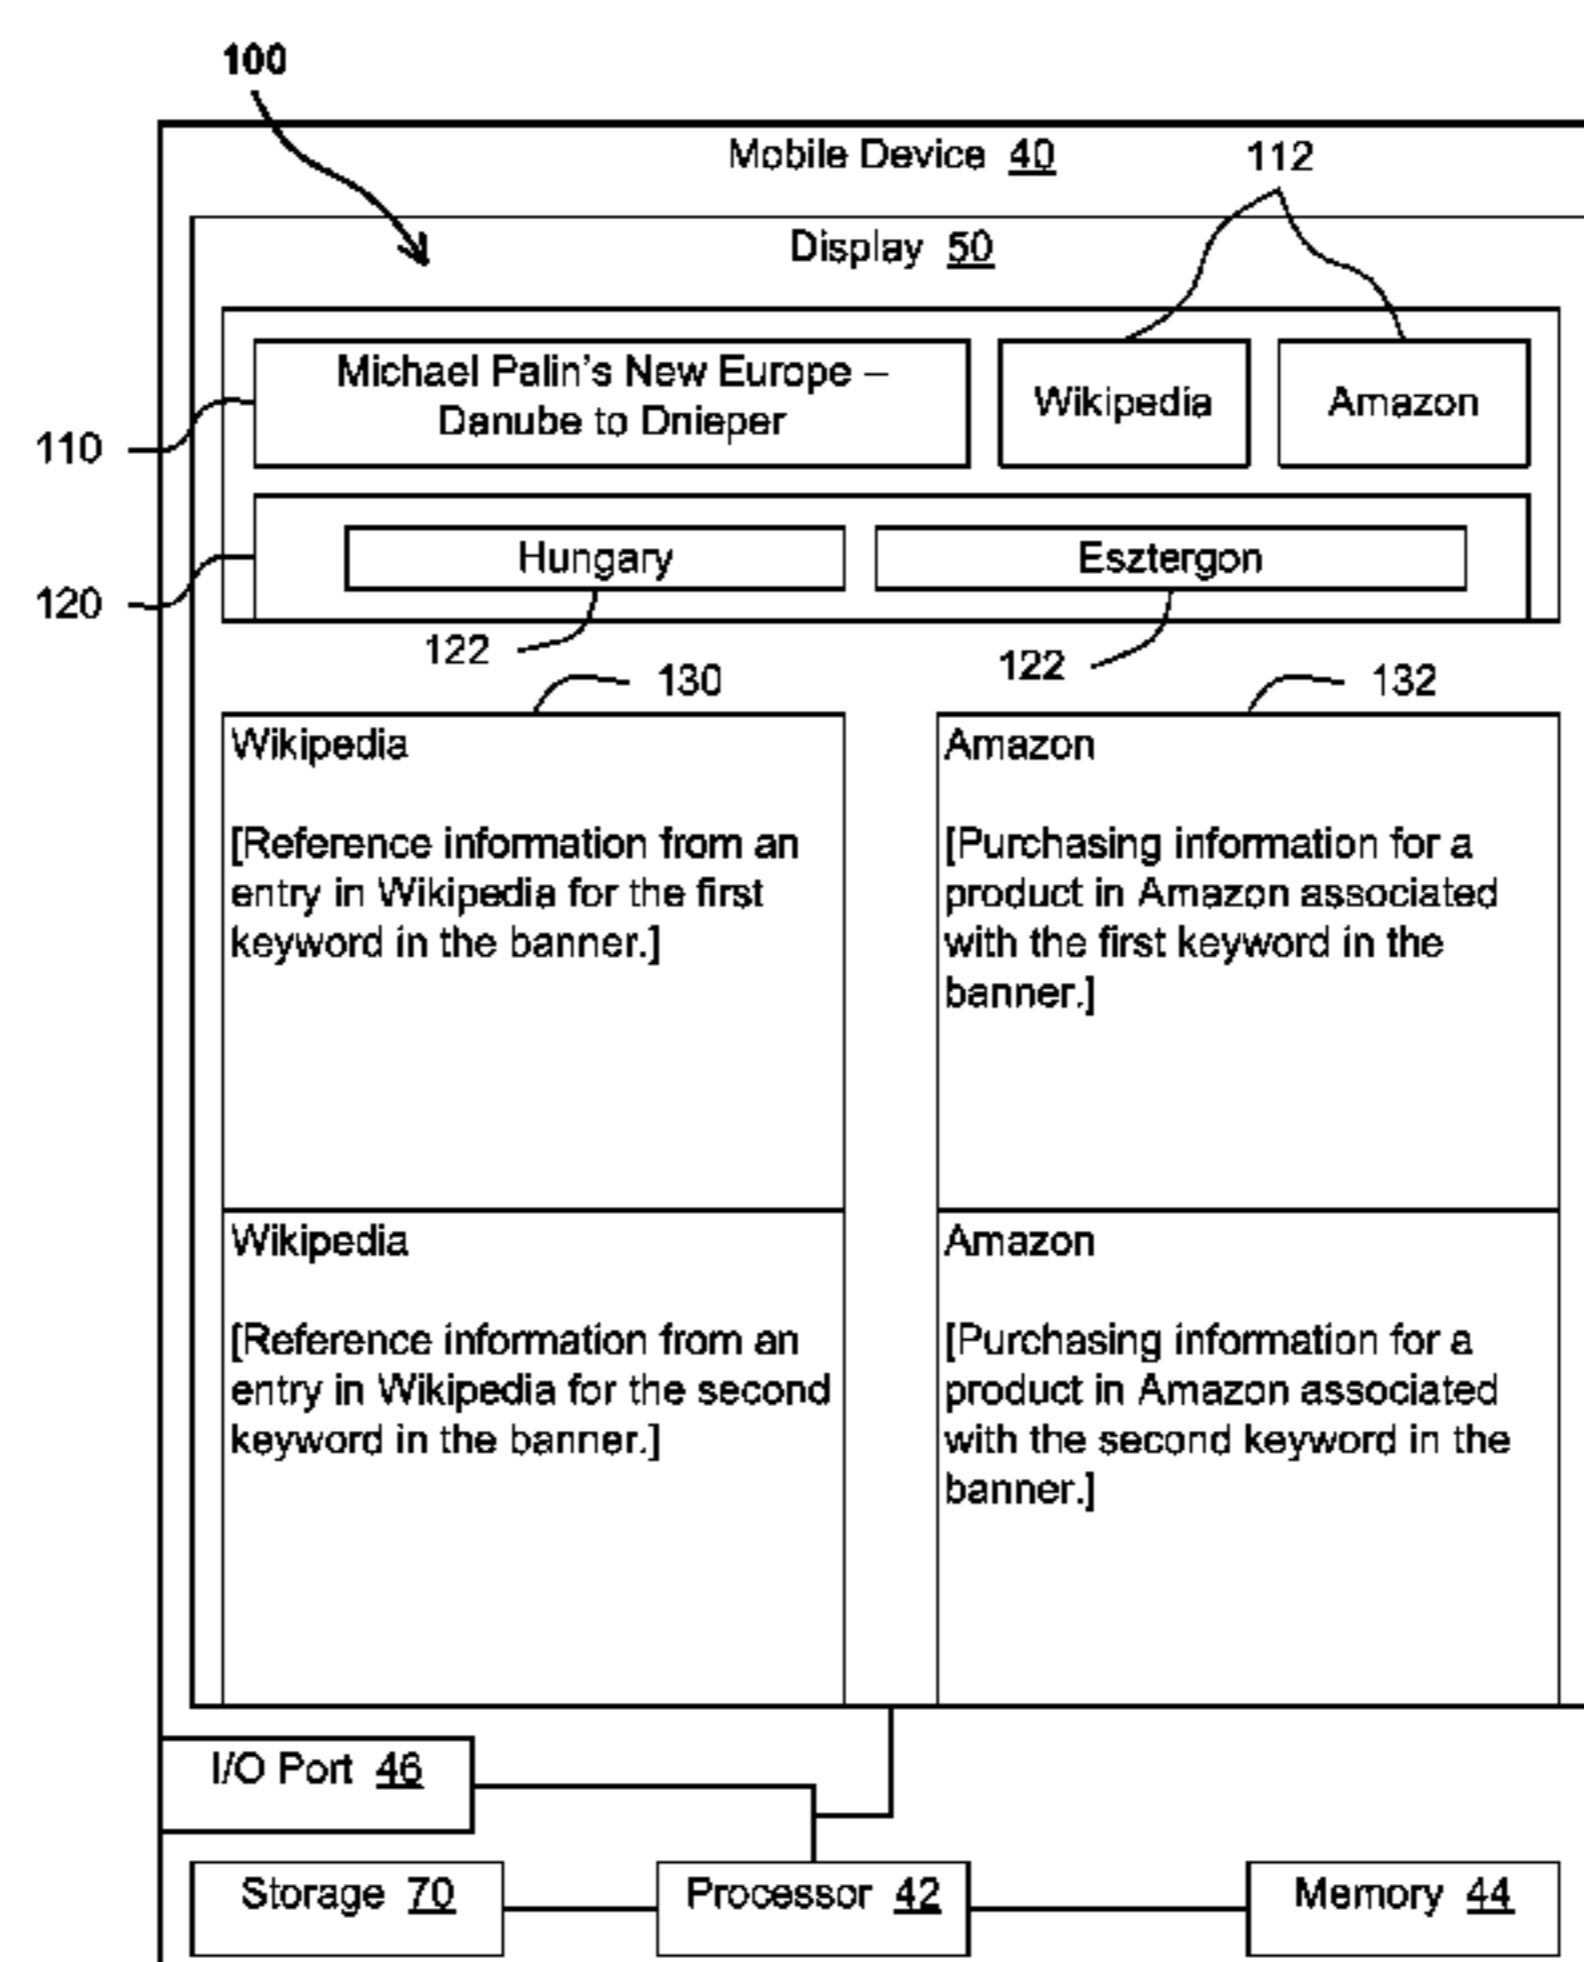 100
Mobile Device 40
112
Display 50
Michael Palin's New Europe –
Danube to Dnieper
Wikipedia
Amazon
110
Hungary
Esztergon
120
122
122
130
132
Wikipedia
[Reference information from an
entry in Wikipedia for the first
keyword in the banner.]
Amazon
[Purchasing information for a
product in Amazon associated
with the first keyword in the
banner.]
Wikipedia
[Reference information from an
entry in Wikipedia for the second
keyword in the banner.]
Amazon
[Purchasing information for a
product in Amazon associated
with the second keyword in the
banner.]
I/O Port 46
Storage 70
Processor 42
Memory 44